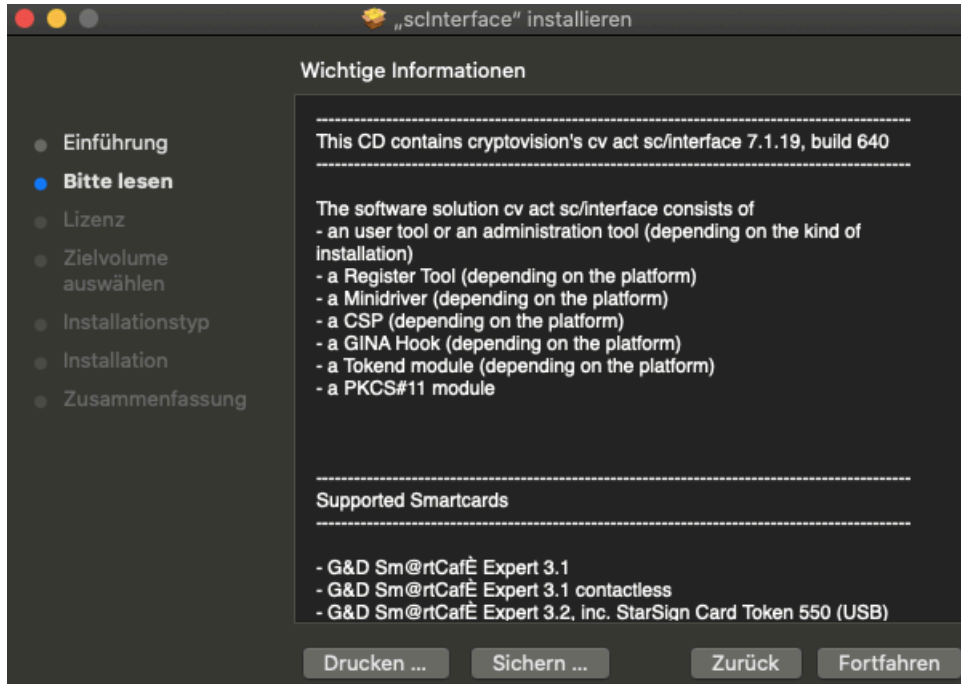 „scInterface“ installieren
Wichtige Informationen
Einführung
Bitte lesen
Lizenz
Zielvolume
auswählen
Installationstyp
Installation
Zusammenfassung
--------------------------------------------------------------------------------------------
This CD contains cryptovision's cv act sc/interface 7.1.19, build 640
--------------------------------------------------------------------------------------------
The software solution cv act sc/interface consists of
- an user tool or an administration tool (depending on the kind of
installation)
- a Register Tool (depending on the platform)
- a Minidriver (depending on the platform)
- a CSP (depending on the platform)
- a GINA Hook (depending on the platform)
- a Tokend module (depending on the platform)
- a PKCS#11 module
--------------------------------------------------------------------------------------------
Supported Smartcards
--------------------------------------------------------------------------------------------
- G&D Sm@rtCafÈ Expert 3.1
- G&D Sm@rtCafÈ Expert 3.1 contactless
- G&D Sm@rtCafÈ Expert 3.2, inc. StarSign Card Token 550 (USB)
Drucken ...
Sichern ...
Zurück
Fortfahren